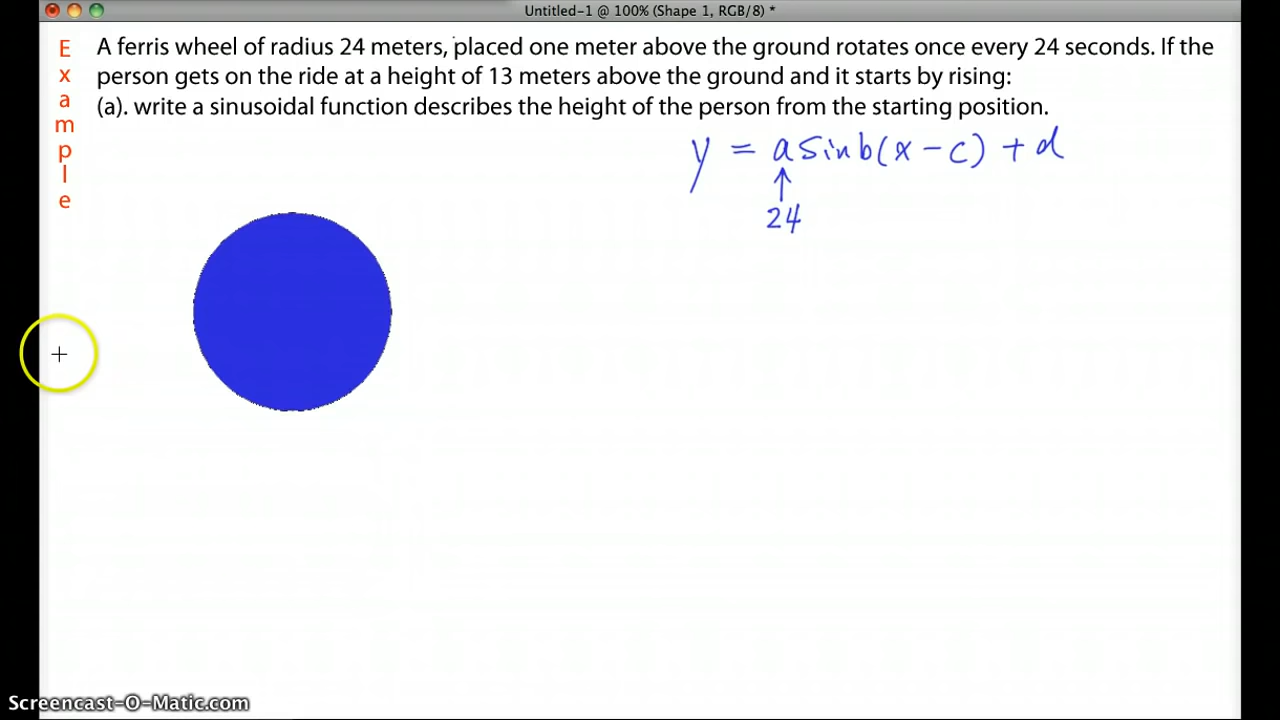 Untitled-1 @ 100% (Shape 1, RGB/8) *
Example
A ferris wheel of radius 24 meters, placed one meter above the ground rotates once every 24 seconds. If the
person gets on the ride at a height of 13 meters above the ground and it starts by rising:
(a). write a sinusoidal function describes the height of the person from the starting position.
y = a sin b(x - c) + d
24
Screencast-O-Matic.com